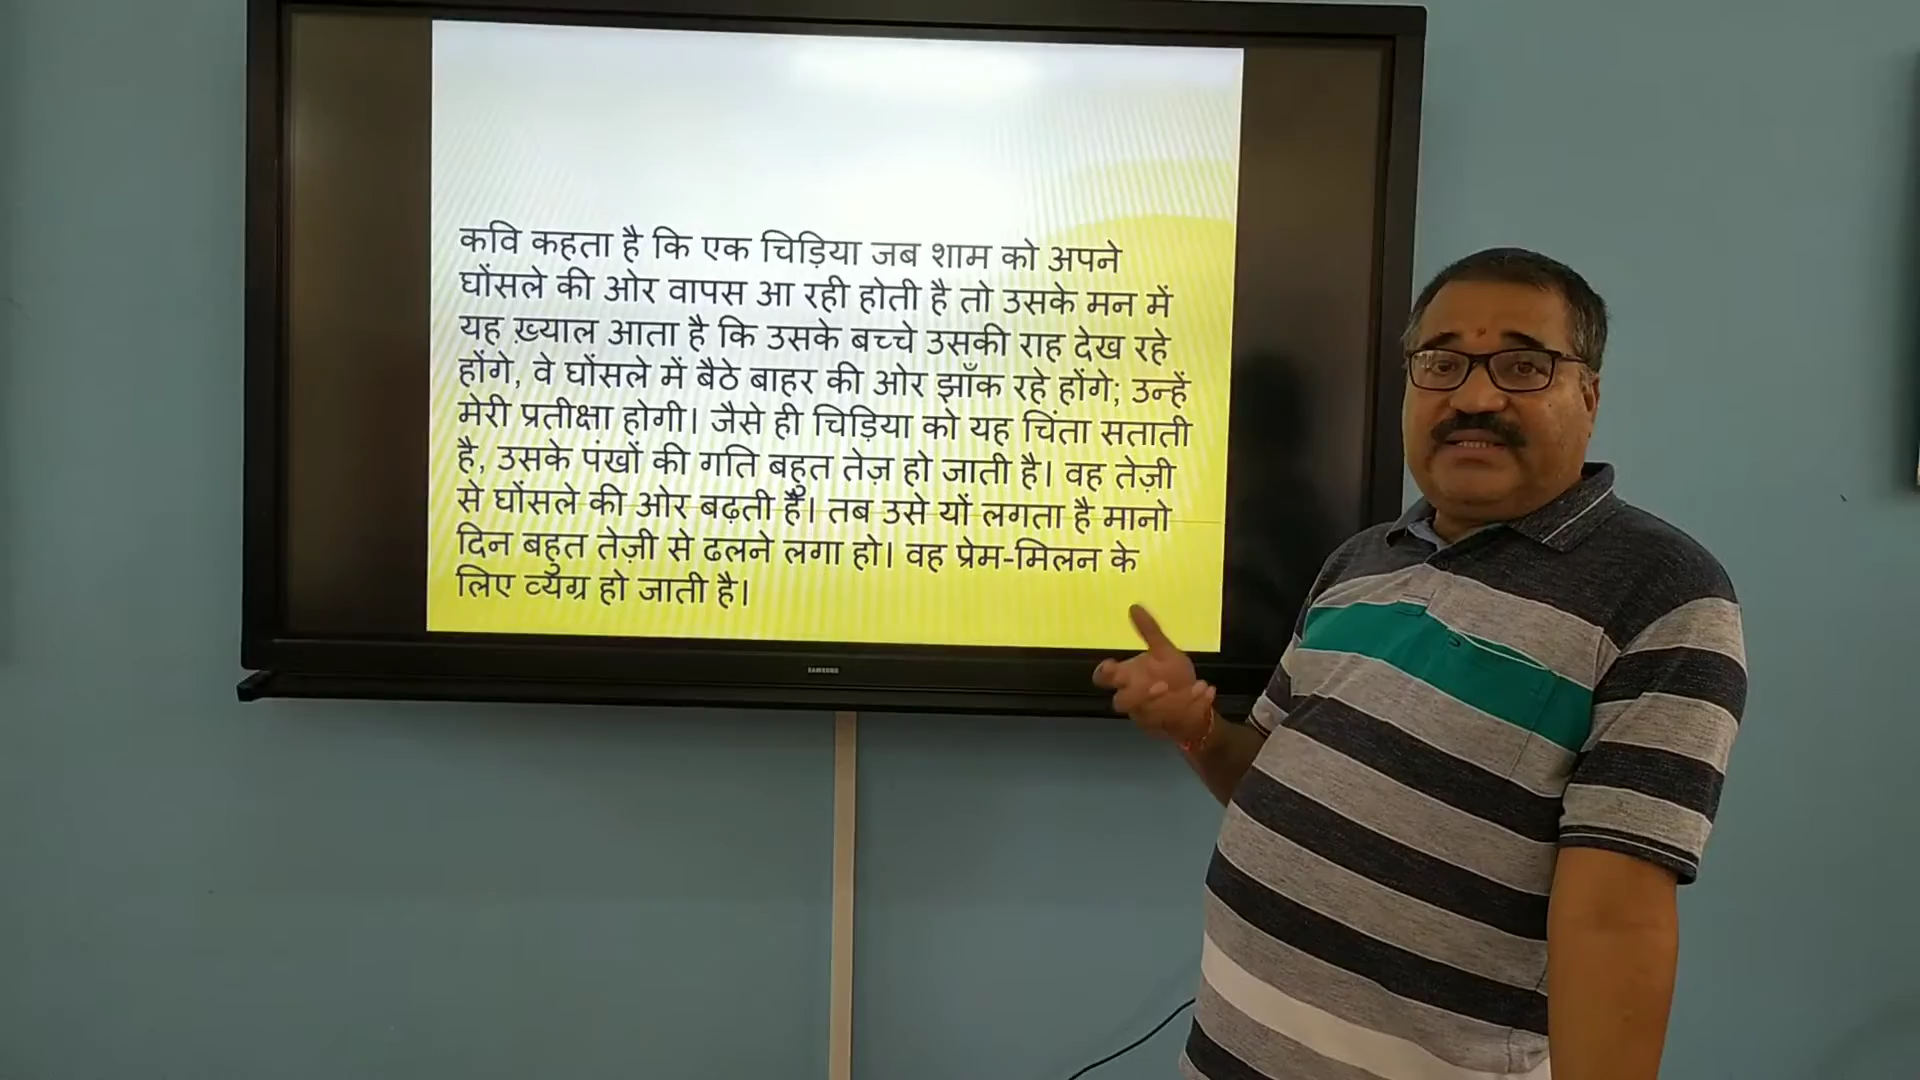 कवि कहता है कि एक चिड़िया जब शाम को अपने
घोंसले की ओर वापस आ रही होती है तो उसके मन में
यह ख़्याल आता है कि उसके बच्चे उसकी राह देख रहे
होंगे, वे घोंसले में बैठे बाहर की ओर झाँक रहे होंगे; उन्हें
मेरी प्रतीक्षा होगी। जैसे ही चिड़िया को यह चिंता सताती
है, उसके पंखों की गति बहुत तेज़ हो जाती है। वह तेज़ी
से घोंसले की ओर बढ़ती है। तब उसे यों लगता है मानो
दिन बहुत तेज़ी से ढलने लगा हो। वह प्रेम-मिलन के
लिए व्यग्र हो जाती है।
SAMSUNG